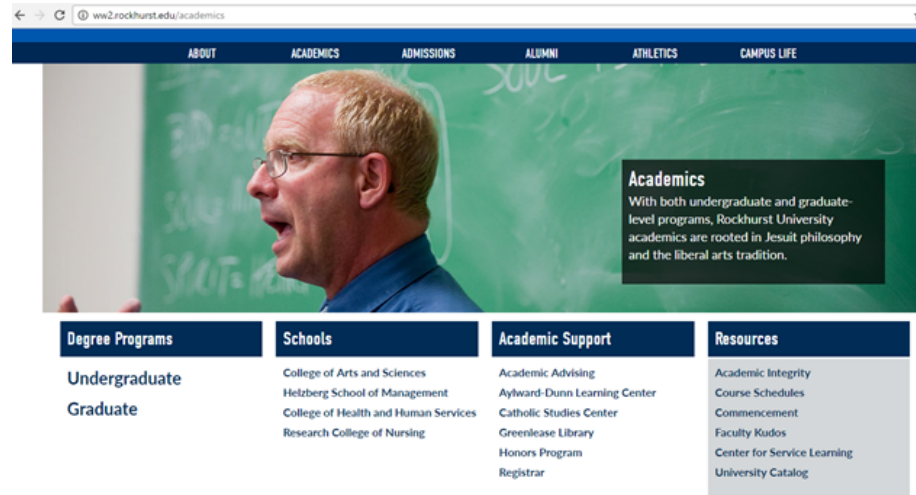 ww2.rockhurst.edu/academics
ABOUT ACADEMICS ADMISSIONS ALUMNI ATHLETICS CAMPUS LIFE
Academics
With both undergraduate and graduate-
level programs, Rockhurst University
academics are rooted in Jesuit philosophy
and the liberal arts tradition.
Degree Programs
Undergraduate
Graduate
Schools
College of Arts and Sciences
Helzberg School of Management
College of Health and Human Services
Research College of Nursing
Academic Support
Academic Advising
Aylward-Dunn Learning Center
Catholic Studies Center
Greenlease Library
Honors Program
Registrar
Resources
Academic Integrity
Course Schedules
Commencement
Faculty Kudos
Center for Service Learning
University Catalog